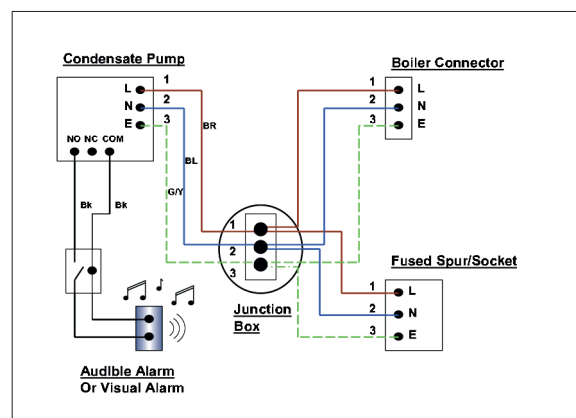 Condensate Pump
1
L
2
N
3
E
NO NC COM
BR
BL
G/Y
Bk
Bk
Boiler Connector
1 L
2 N
3 E
1
2
3
Junction
Box
Fused Spur/Socket
1 L
2 N
3 E
Audible Alarm
Or Visual Alarm